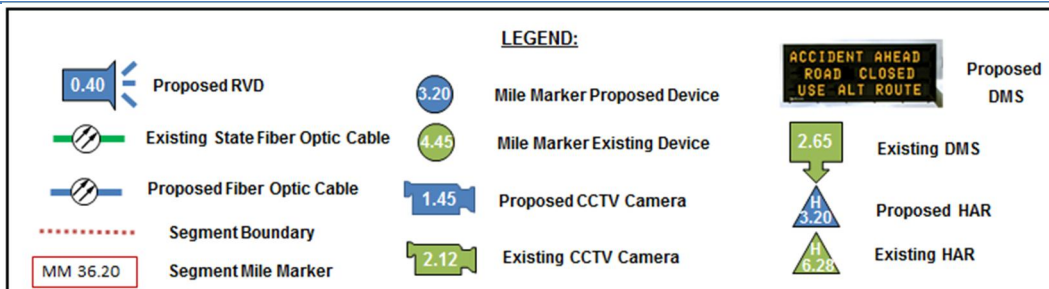 LEGEND:
0.40
Proposed RVD
Existing State Fiber Optic Cable
Proposed Fiber Optic Cable
Segment Boundary
MM 36.20
Segment Mile Marker
3.20
Mile Marker Proposed Device
4.45
Mile Marker Existing Device
1.45
Proposed CCTV Camera
2.12
Existing CCTV Camera
ACCIDENT AHEAD
ROAD CLOSED
USE ALT ROUTE
Proposed
DMS
2.65
Existing DMS
H
3.20
Proposed HAR
H
6.28
Existing HAR